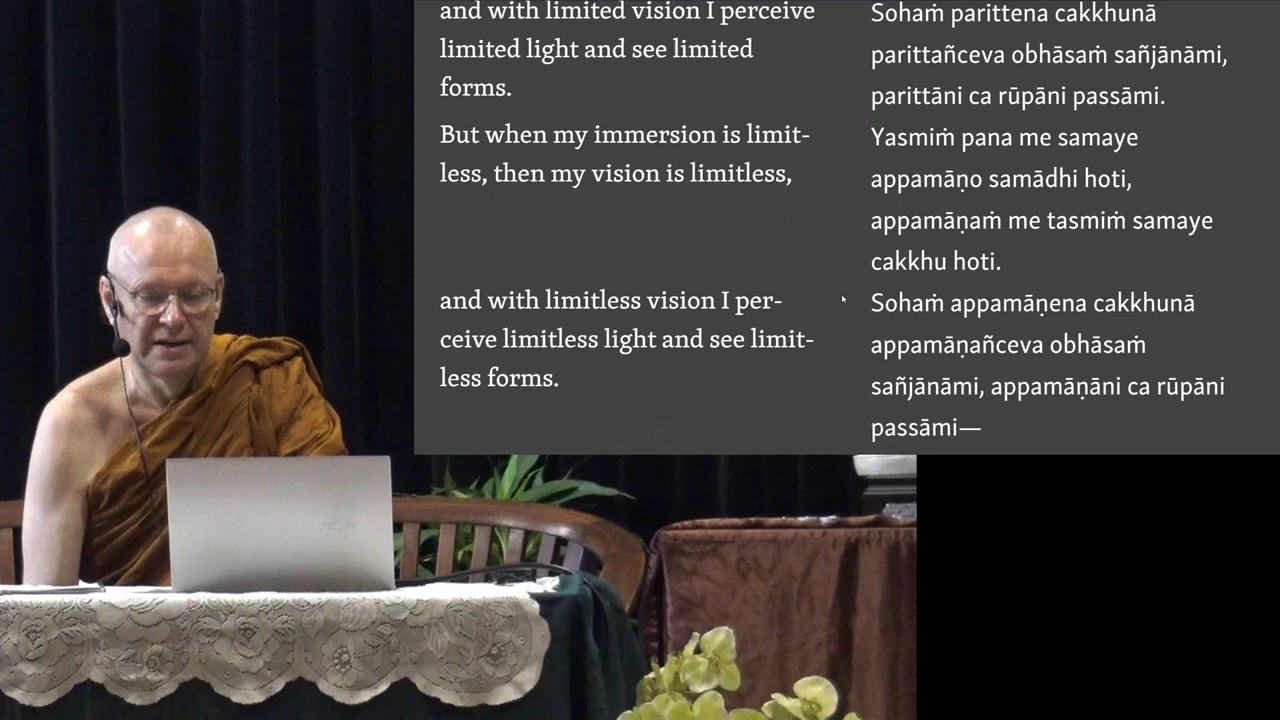 and with limited vision I perceive
limited light and see limited
forms.
But when my immersion is limit-
less, then my vision is limitless,
and with limitless vision I per-
ceive limitless light and see limit-
less forms.
Sohaṁ parittena cakkhunā
parittañceva obhāsaṁ sañjānāmi,
parittāni ca rūpāni passāmi.
Yasmiṁ pana me samaye
appamāṇo samādhi hoti,
appamāṇaṁ me tasmiṁ samaye
cakkhu hoti.
Sohaṁ appamāṇena cakkhunā
appamāṇañceva obhāsaṁ
sañjānāmi, appamāṇāni ca rūpāni
passāmi—